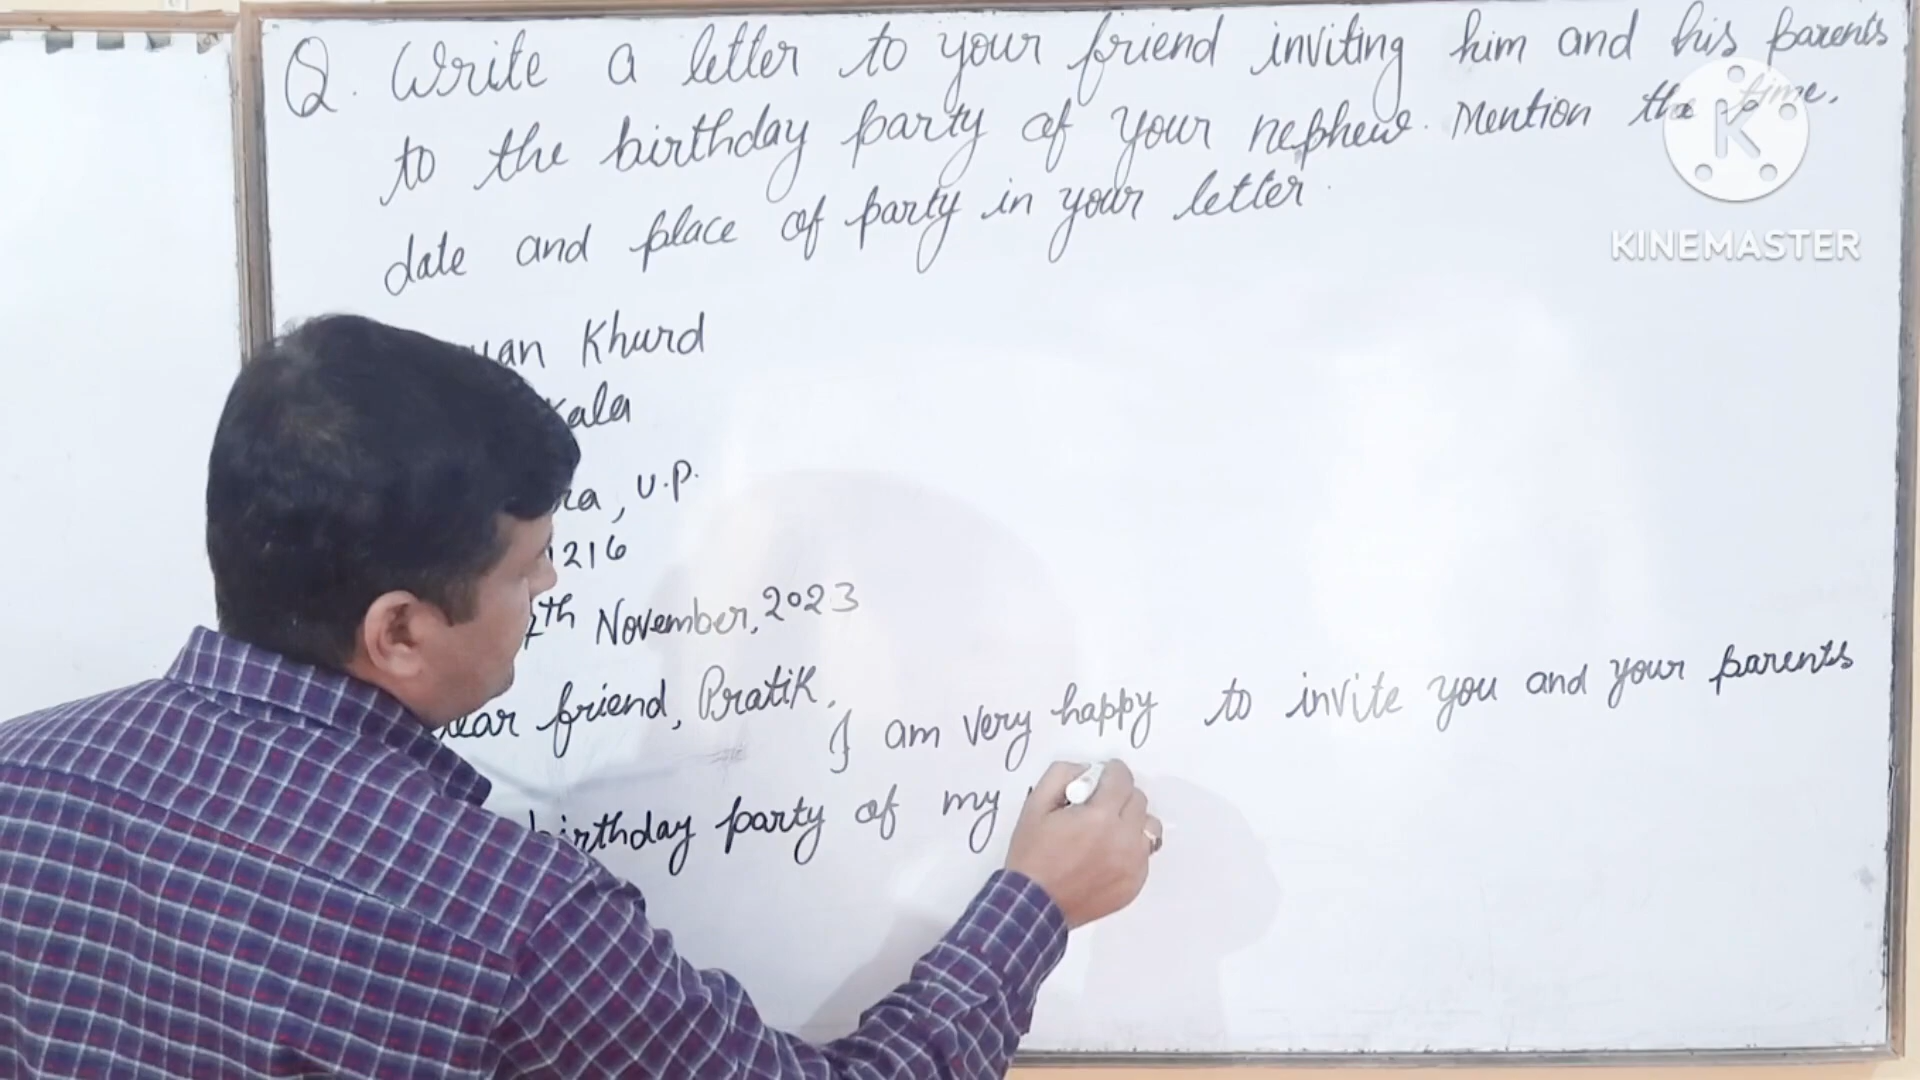 Q. Write a letter to your friend inviting him and his parents
to the birthday party of your nephew. Mention the time,
date and place of party in your letter.
KINEMASTER
Khurd
U.P.
November, 2023
friend, Pratik,
I am very happy to invite you and your parents
birthday party of my